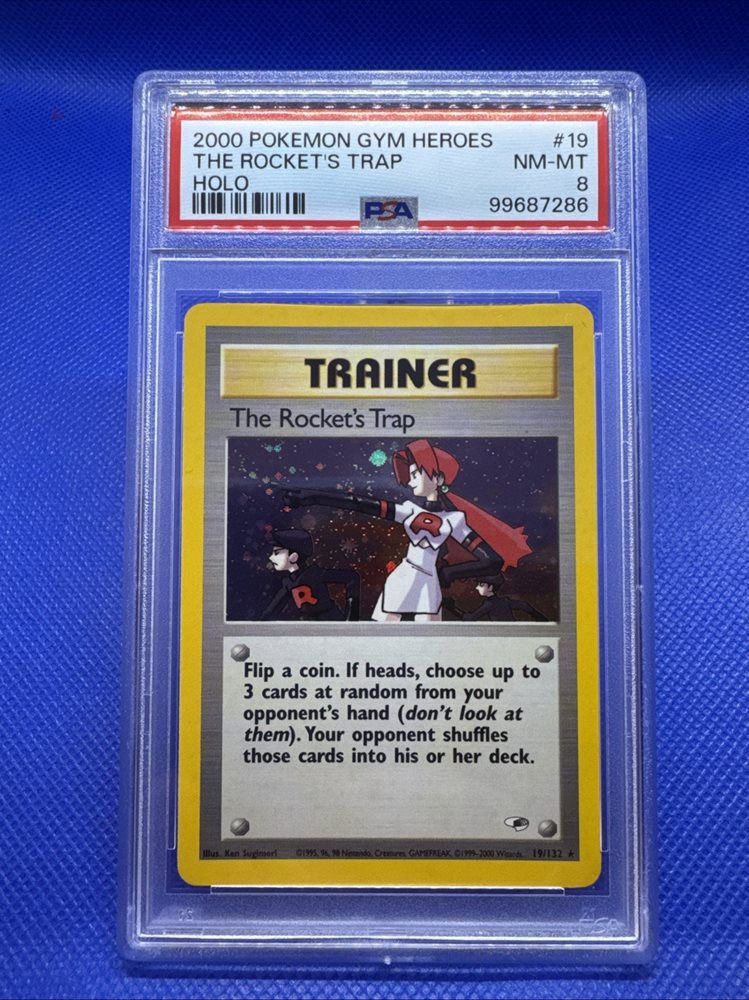 2000 POKEMON GYM HEROES #19
THE ROCKET'S TRAP NM-MT
HOLO 8
PSA 99687286
TRAINER
The Rocket's Trap
R
R
Flip a coin. If heads, choose up to
3 cards at random from your
opponent's hand (don't look at
them). Your opponent shuffles
those cards into his or her deck.
Illus. Ken Sugimori ©1995, 96, 98 Nintendo, Creatures, GAMEFREAK. ©1999-2000 Wizards. 19/132 ★